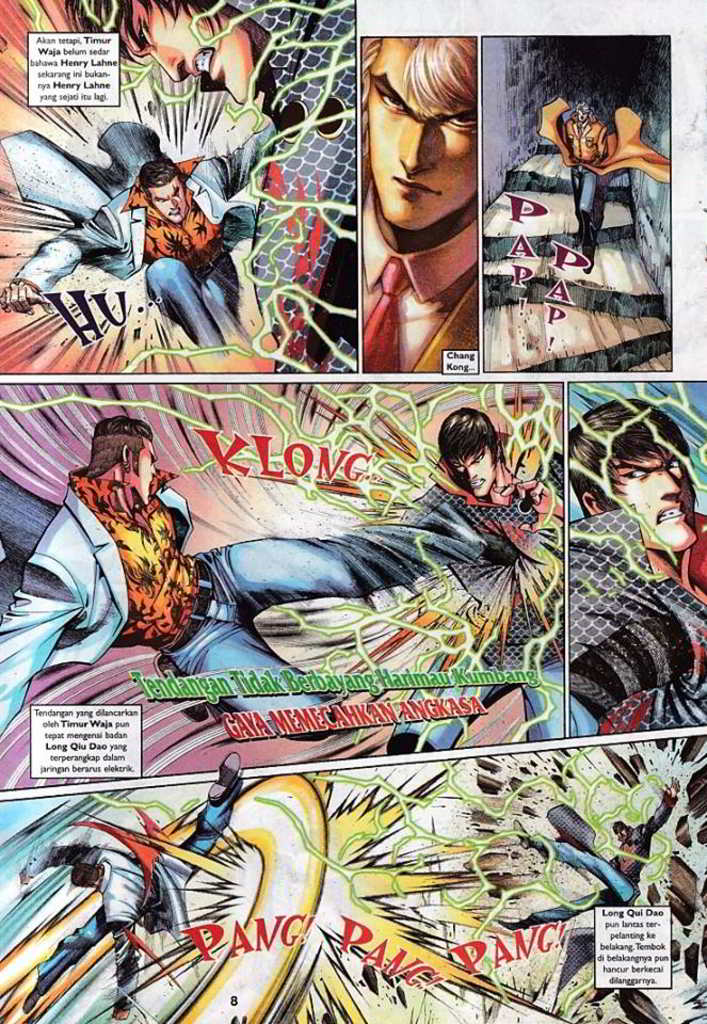 Akan tetapi, Timur
Waja belum sedar
bahawa Henry Lahne
sekarang ini bukan-
nya Henry Lahne
yang sejati itu lagi.
HU...
Chang
Kong...
PAP!
PAP!
PAP!
KLONG..
Tendangan Tidak Berbayang Harimau Kumbang
GAYA MEMECAHKAN ANGKASA
Tendangan yang dilancarkan
oleh Timur Waja pun
tepat mengenai badan
Long Qiu Dao yang
terperangkap dalam
jaringan berarus elektrik.
PANG! PANG! PANG!
Long Qui Dao
pun lantas ter-
pelanting ke
belakang. Tembok
di belakangnya pun
hancur berkecai
dilanggarnya.
8